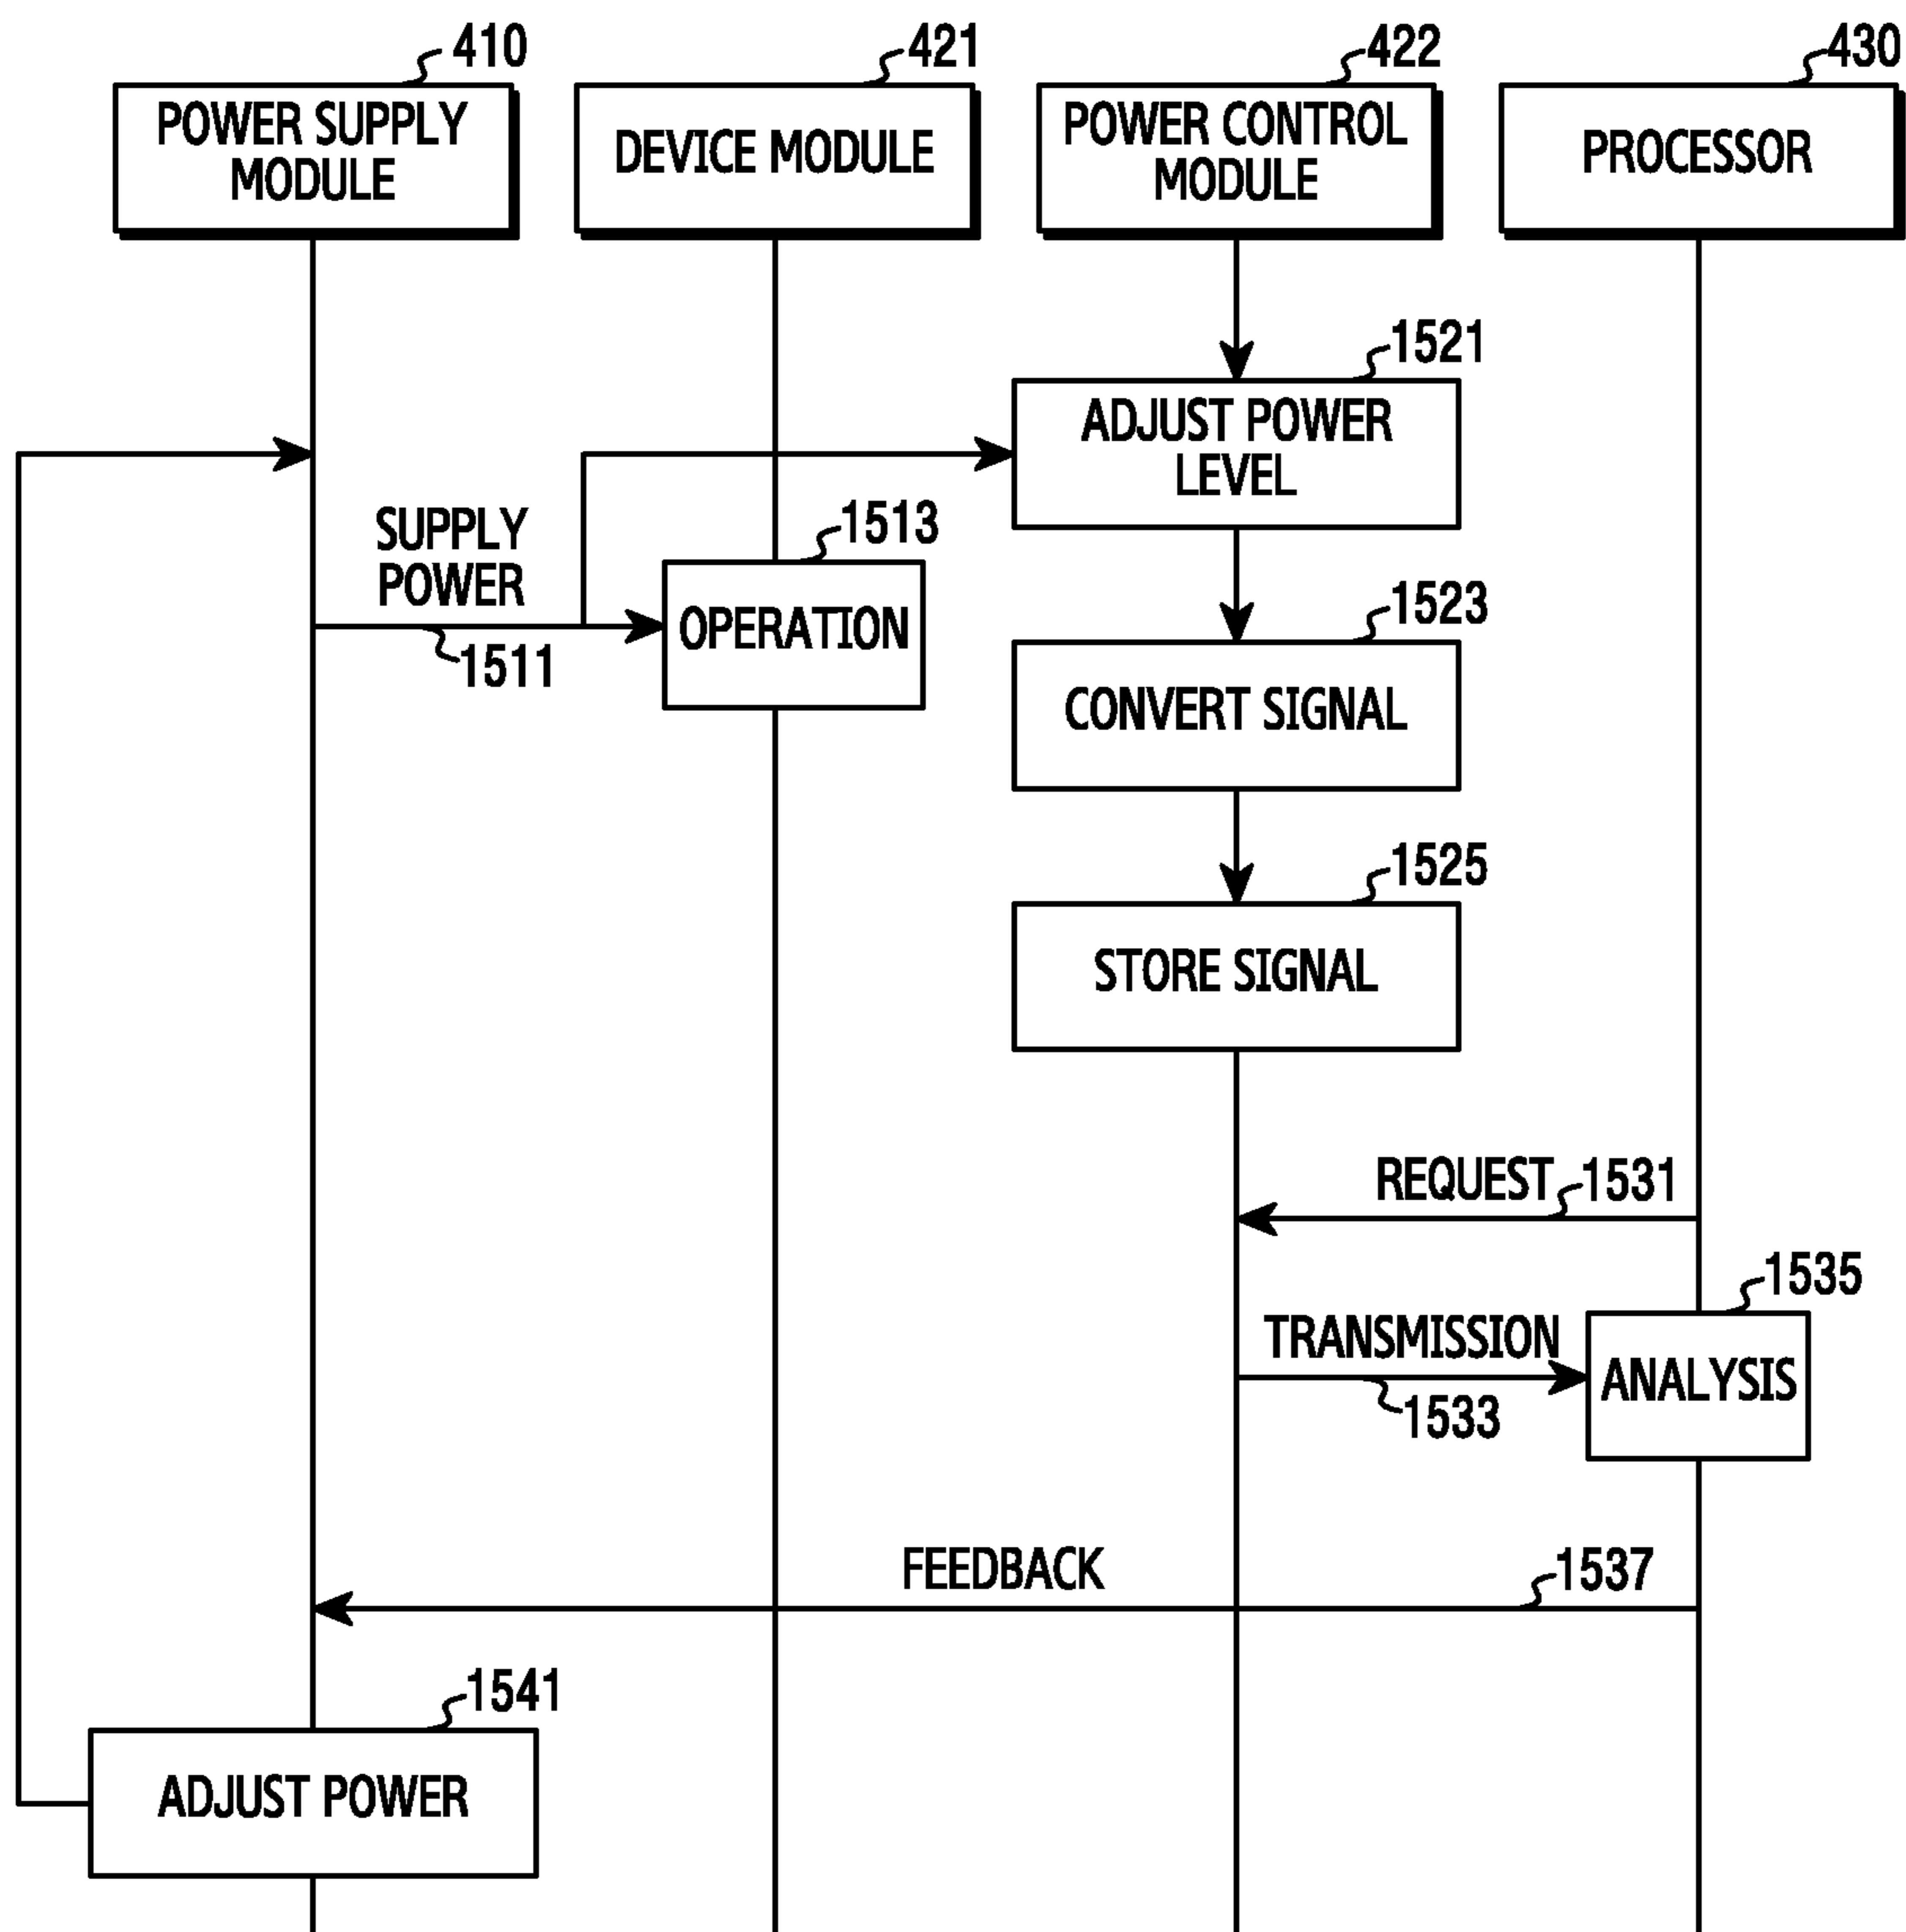 410
421
422
430
POWER SUPPLY
MODULE
DEVICE MODULE
POWER CONTROL
MODULE
PROCESSOR
1521
ADJUST POWER
LEVEL
SUPPLY
POWER
1511
1513
OPERATION
1523
CONVERT SIGNAL
1525
STORE SIGNAL
REQUEST
1531
1535
TRANSMISSION
1533
ANALYSIS
FEEDBACK
1537
1541
ADJUST POWER